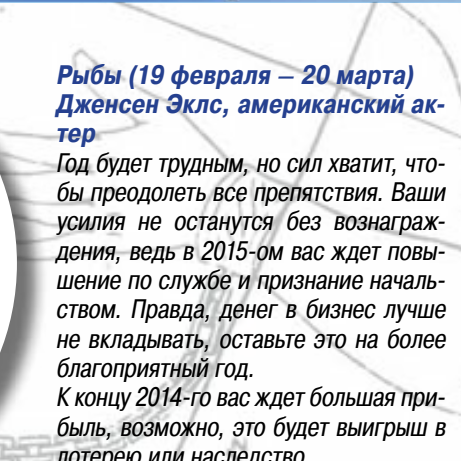 Рыбы (19 февраля – 20 марта)
Дженсен Эклс, американский ак-
тер
Год будет трудным, но сил хватит, что-
бы преодолеть все препятствия. Ваши
усилия не останутся без вознаграж-
дения, ведь в 2015-ом вас ждет повы-
шение по службе и признание началь-
ством. Правда, денег в бизнес лучше
не вкладывать, оставьте это на более
благоприятный год.
К концу 2014-го вас ждет большая при-
быль, возможно, это будет выигрыш в
лотерею или наследство